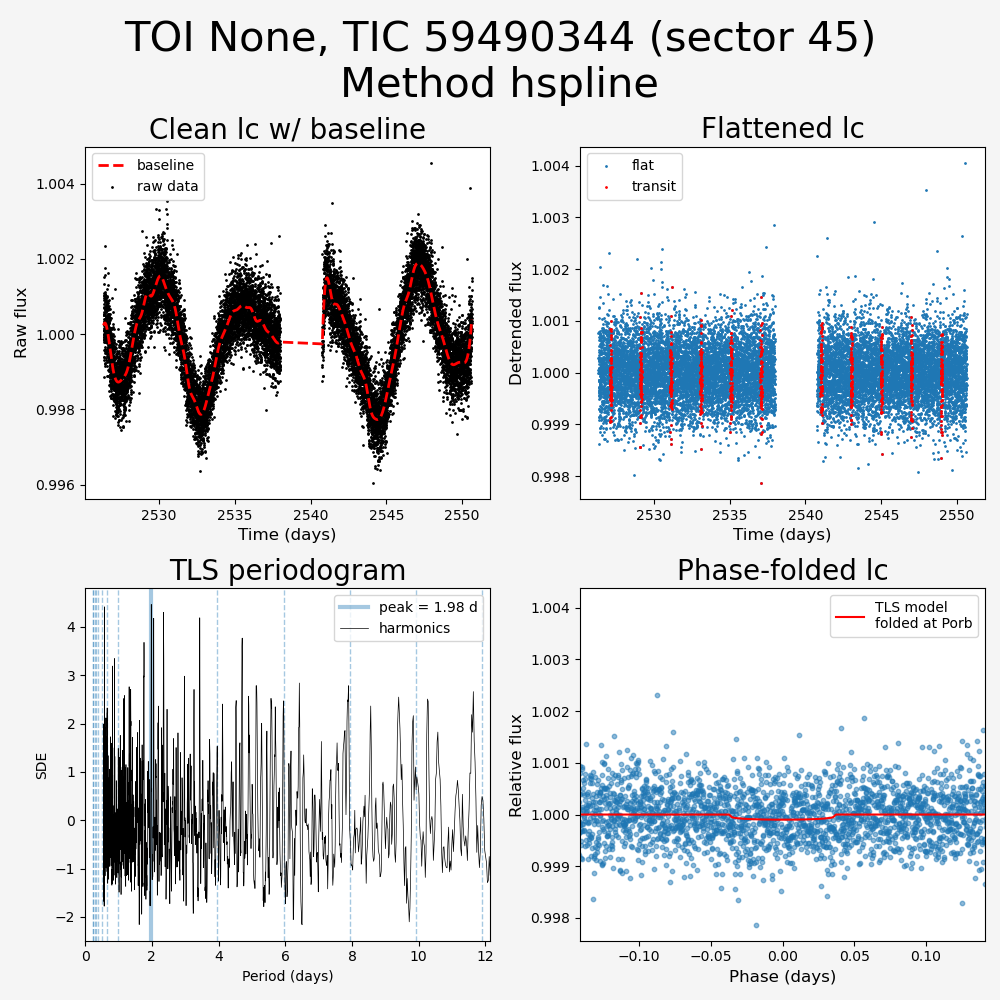 TOI None, TIC 59490344 (sector 45)
Method hspline
Clean lc w/ baseline
baseline
raw data
1.004
1.002
1.000
0.998
0.996
Raw flux
2530
2535
2540
2545
2550
Time (days)
Flattened lc
flat
transit
1.004
1.003
1.002
1.001
1.000
0.999
0.998
Detrended flux
2530
2535
2540
2545
2550
Time (days)
TLS periodogram
peak = 1.98 d
harmonics
4
3
2
1
0
−1
−2
SDE
0
2
4
6
8
10
12
Period (days)
Phase-folded lc
TLS model
folded at Porb
1.004
1.003
1.002
1.001
1.000
0.999
0.998
Relative flux
−0.10
−0.05
0.00
0.05
0.10
Phase (days)